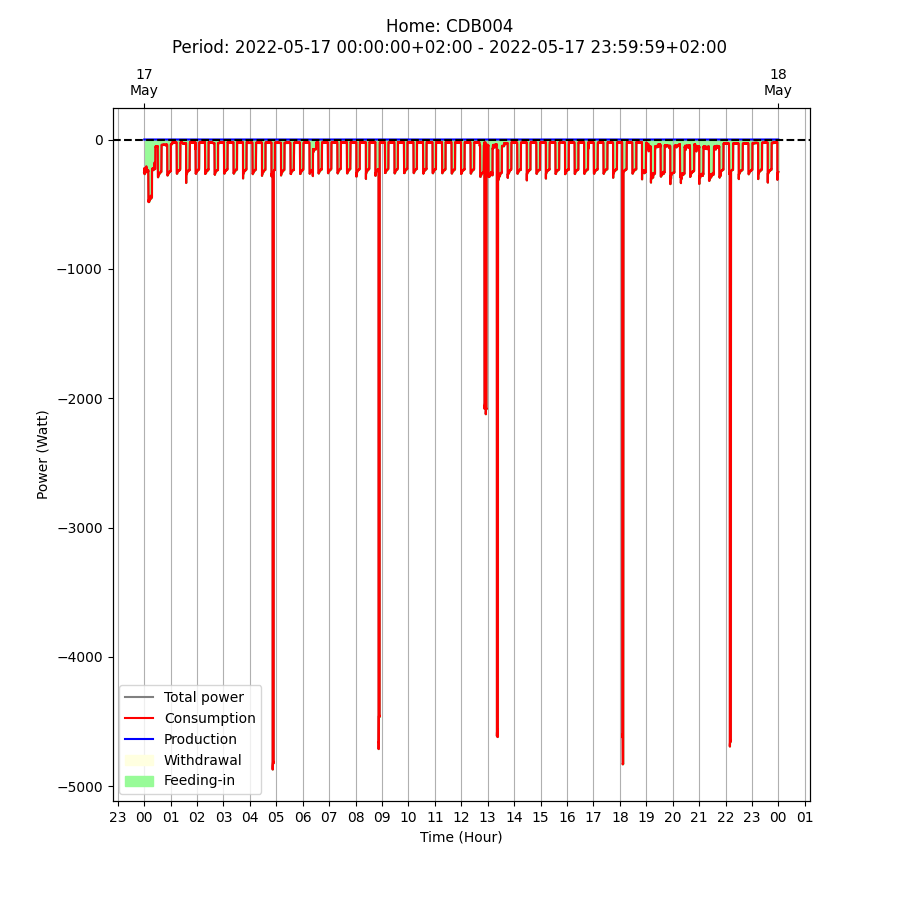 Home: CDB004
Period: 2022-05-17 00:00:00+02:00 - 2022-05-17 23:59:59+02:00
17 May
18 May
0
−1000
−2000
−3000
−4000
−5000
Power (Watt)
Total power
Consumption
Production
Withdrawal
Feeding-in
23 00 01 02 03 04 05 06 07 08 09 10 11 12 13 14 15 16 17 18 19 20 21 22 23 00 01
Time (Hour)